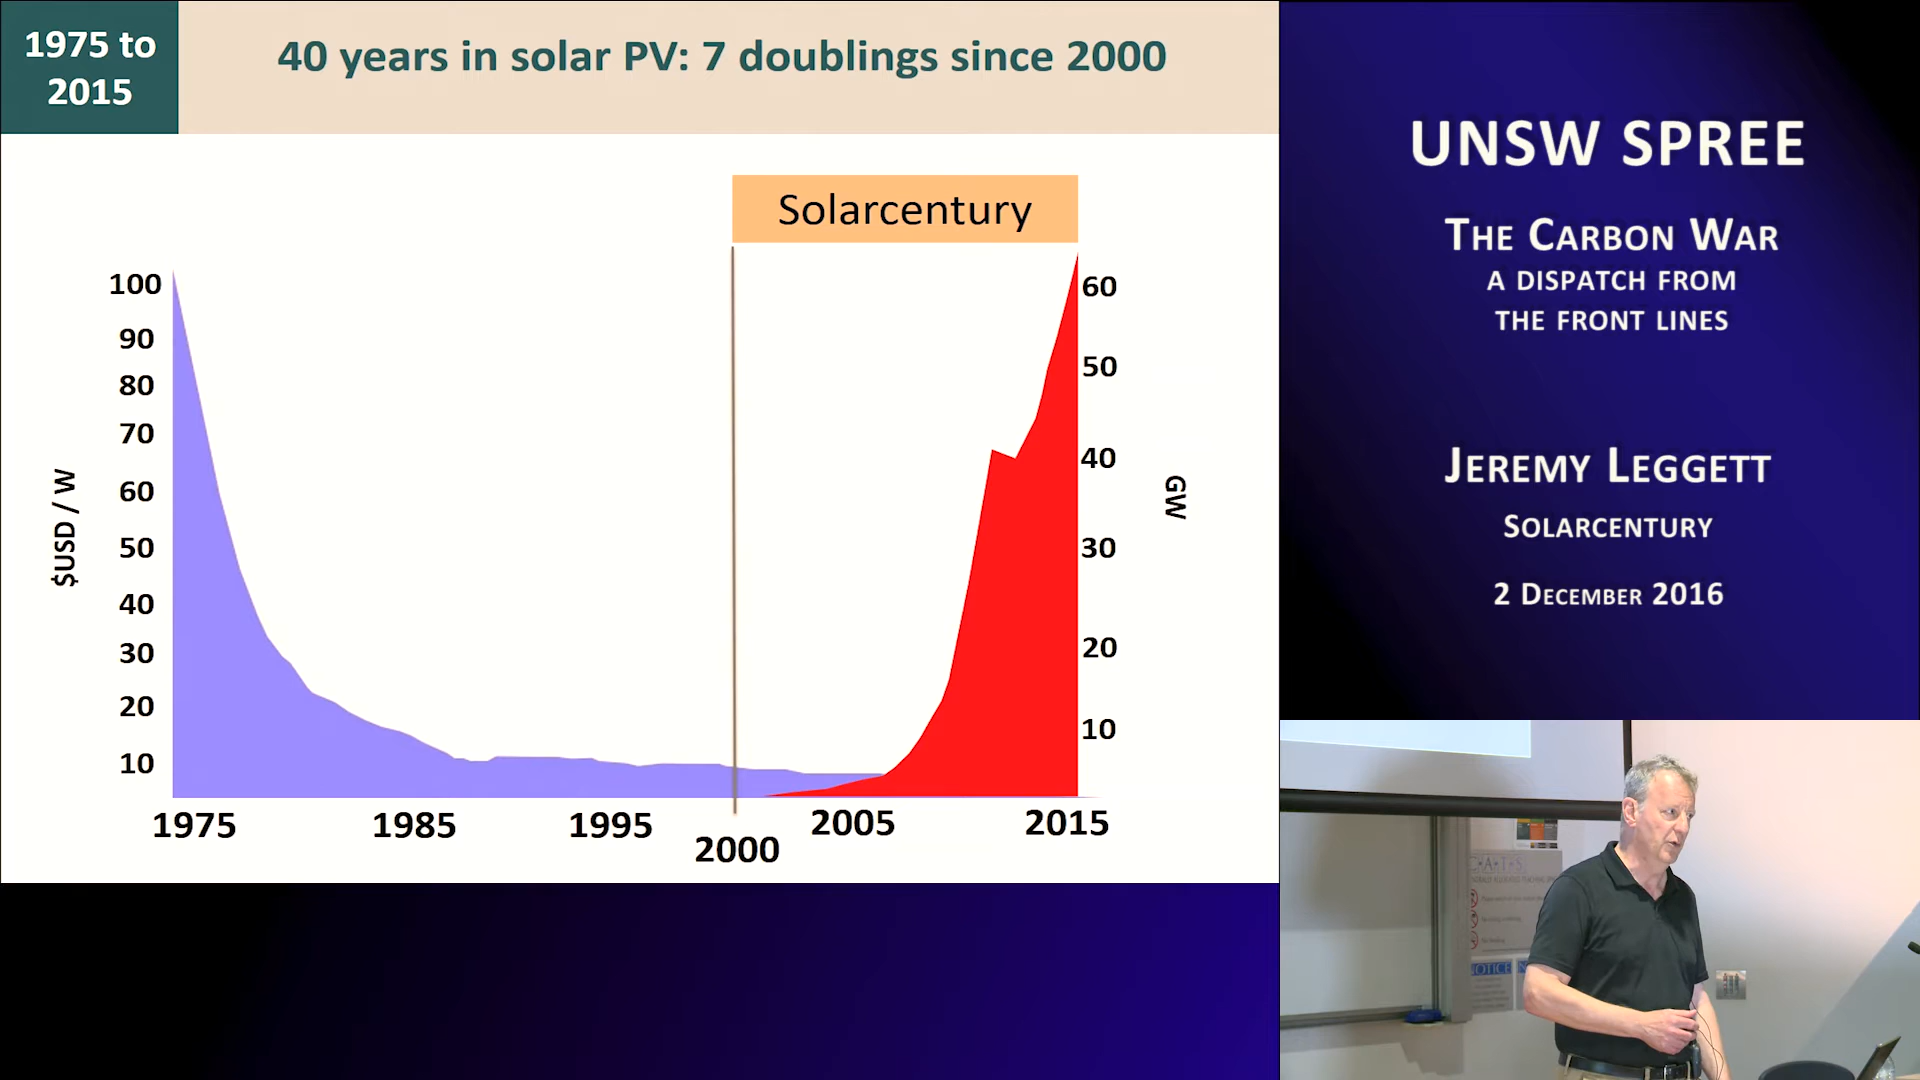 1975 to
2015
40 years in solar PV: 7 doublings since 2000
Solarcentury
100
90
80
70
60
50
40
30
20
10
$USD / W
60
50
40
30
20
10
GW
1975
1985
1995
2000
2005
2015
UNSW SPREE
THE CARBON WAR
A DISPATCH FROM
THE FRONT LINES
JEREMY LEGGETT
SOLARCENTURY
2 DECEMBER 2016
NOTICE